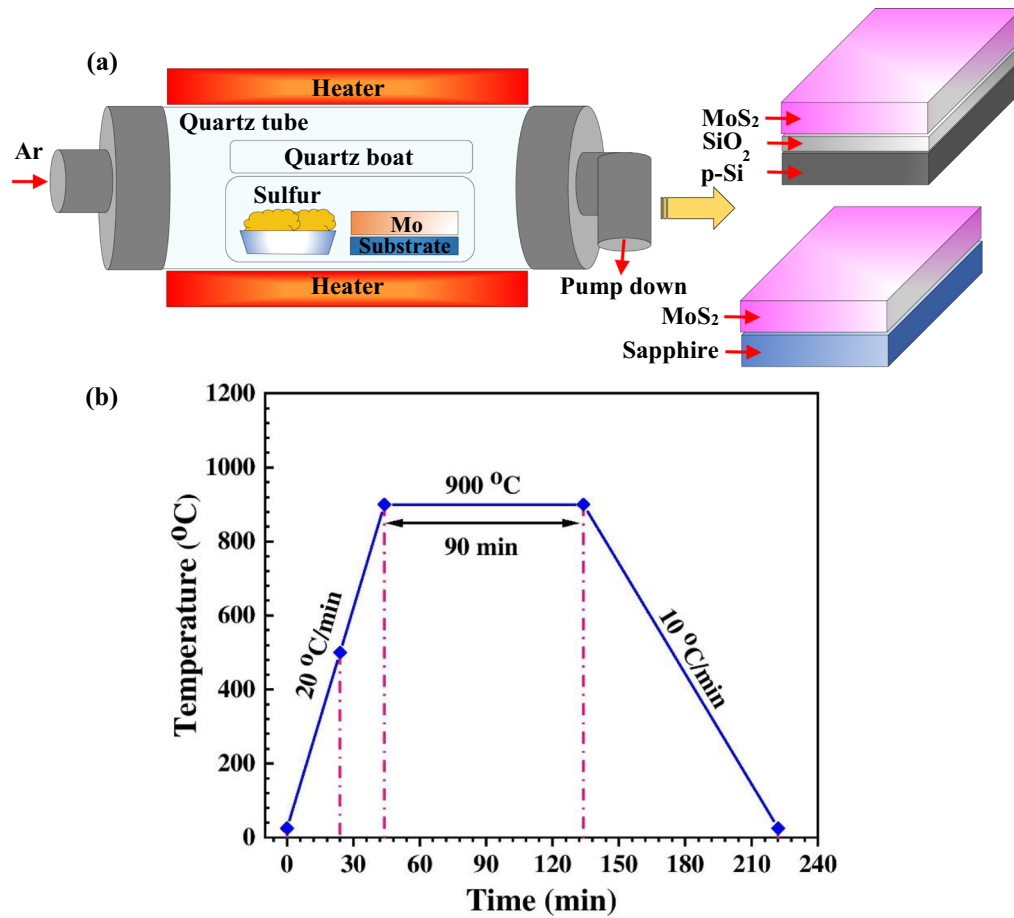 (a)
Heater
Quartz tube
Ar
Quartz boat
Sulfur
Mo
Substrate
Heater
Pump down
MoS₂
SiO₂
p-Si
MoS₂
Sapphire
(b)
1200
1000
800
600
400
200
0
Temperature (°C)
900 °C
90 min
20 °C/min
10 °C/min
0 30 60 90 120 150 180 210 240
Time (min)